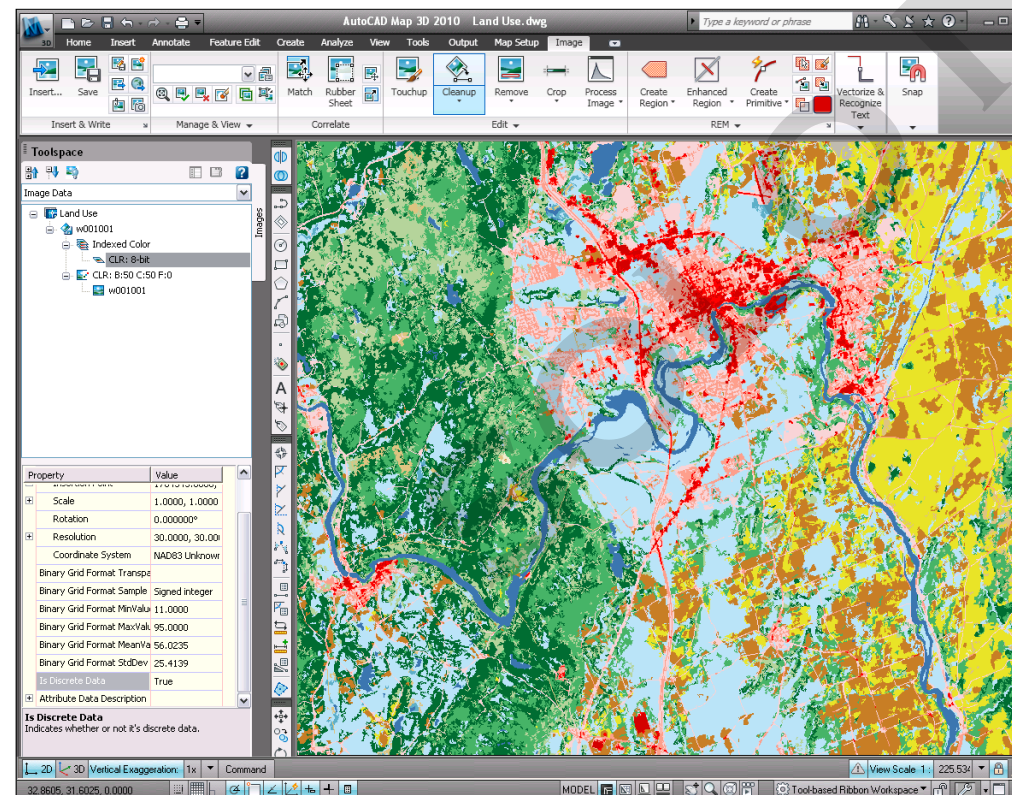 AutoCAD Map 3D 2010 Land Use.dwg
Type a keyword or phrase
3D
Home Insert Annotate Feature Edit Create Analyze View Tools Output Map Setup Image
Insert... Save
Match Rubber Sheet
Touchup Cleanup Remove Crop Process Image
Create Region Enhanced Region Create Primitive
Vectorize & Recognize Text
Snap
Insert & Write Manage & View Correlate Edit REM
Toolspace
Image Data
Images
Land Use
w001001
Indexed Color
CLR: 8-bit
CLR: B:50 C:50 F:0
w001001
A
Property Value
Scale 1.0000, 1.0000
Rotation 0.000000°
Resolution 30.0000, 30.00
Coordinate System NAD83 Unknown
Binary Grid Format Transpa
Binary Grid Format Sample Signed integer
Binary Grid Format MinValu 11.0000
Binary Grid Format MaxValu 95.0000
Binary Grid Format MeanVa 56.0235
Binary Grid Format StdDev 25.4139
Is Discrete Data True
Attribute Data Description
Is Discrete Data
Indicates whether or not it's discrete data.
2D 3D Vertical Exaggeration: 1x Command
View Scale 1 : 225.534
32.8605, 31.6025, 0.0000
MODEL
Tool-based Ribbon Workspace